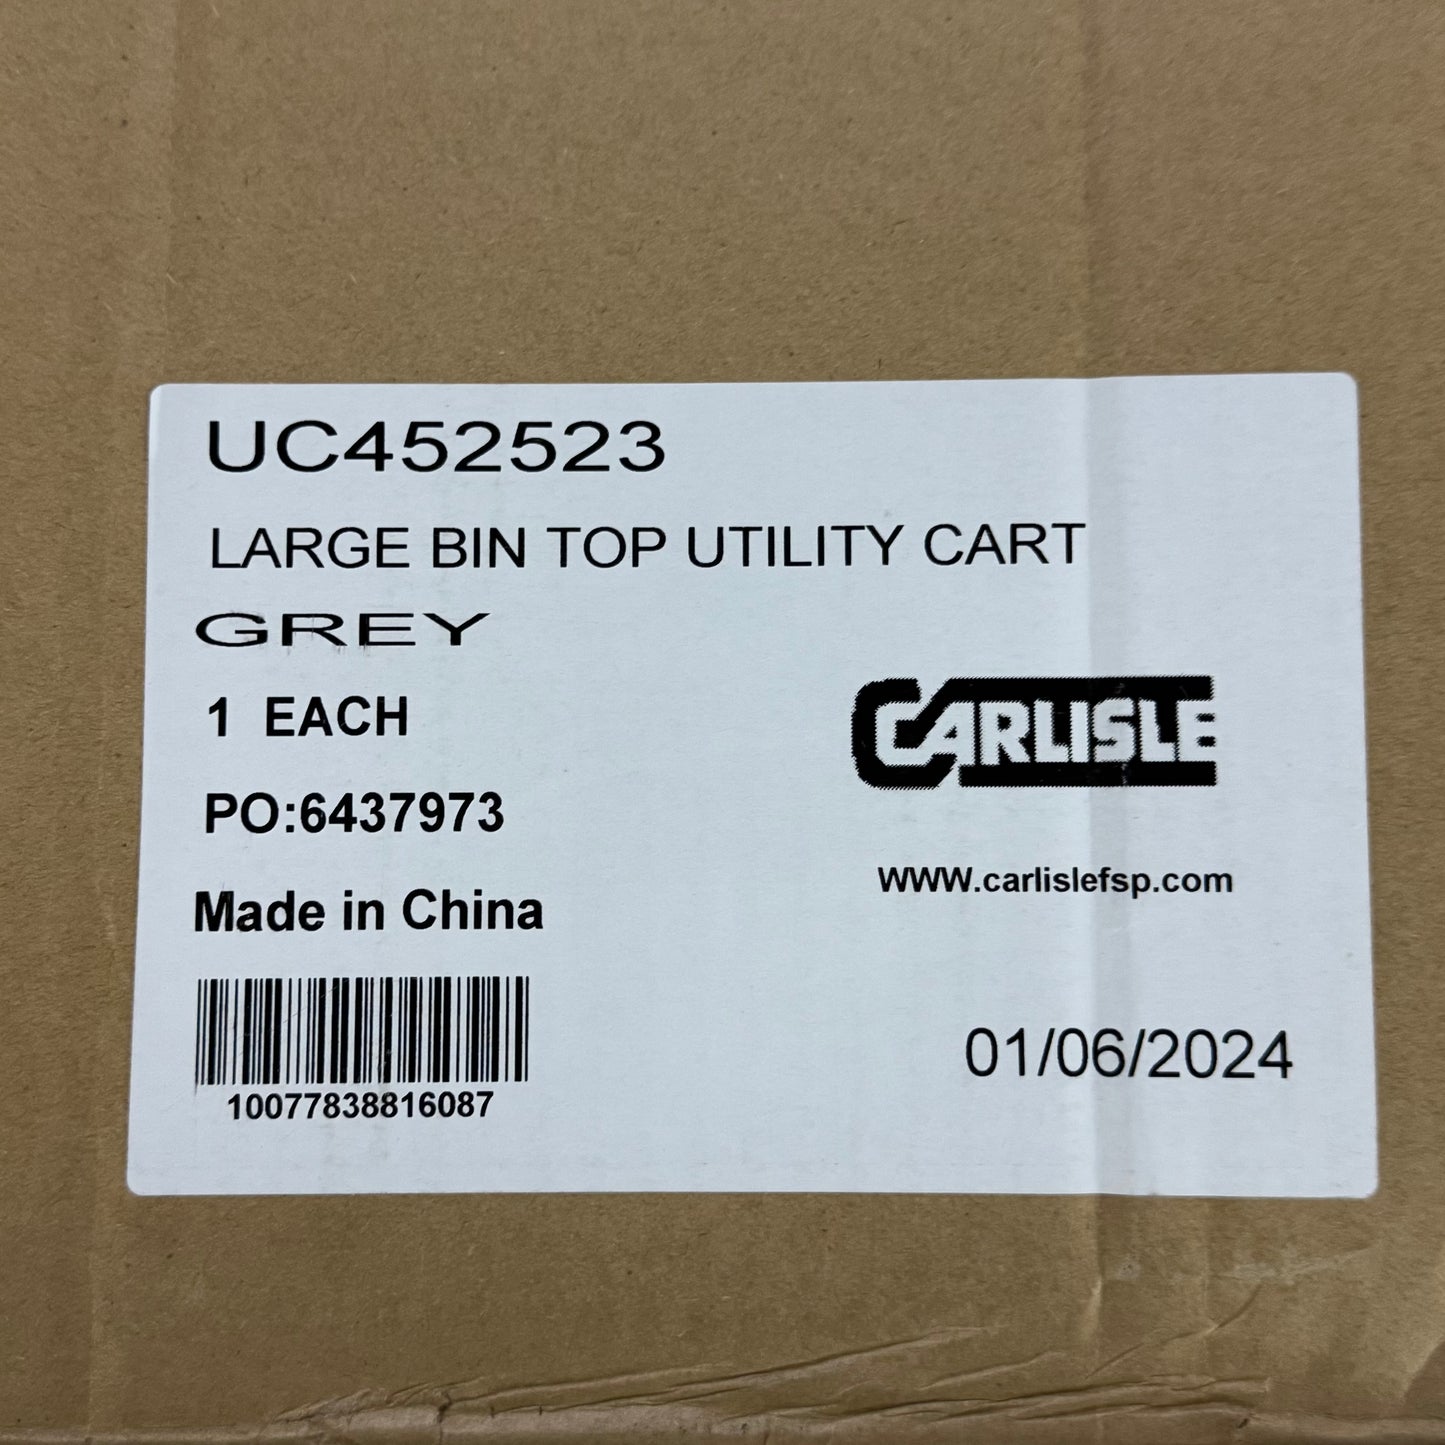 UC452523
LARGE BIN TOP UTILITY CART
GREY
1 EACH
CARLISLE
PO:6437973
www.carlislefsp.com
Made in China
01/06/2024
10077838816087